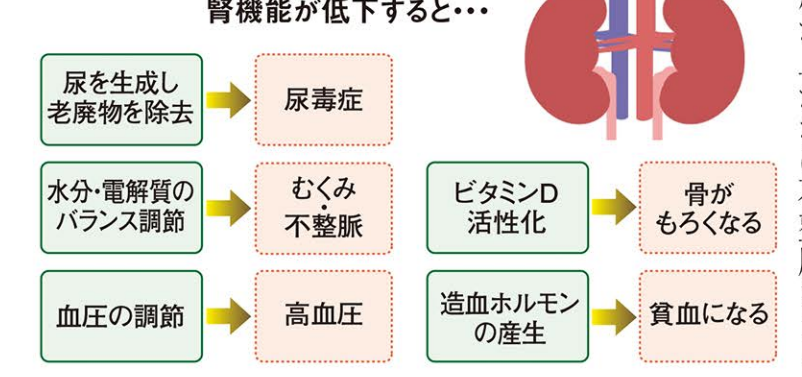 腎機能が低下すると・・・
尿を生成し
老廃物を除去
尿毒症
水分・電解質の
バランス調節
むくみ
・
不整脈
血圧の調節
高血圧
ビタミンD
活性化
骨が
もろくなる
造血ホルモン
の産生
貧血になる